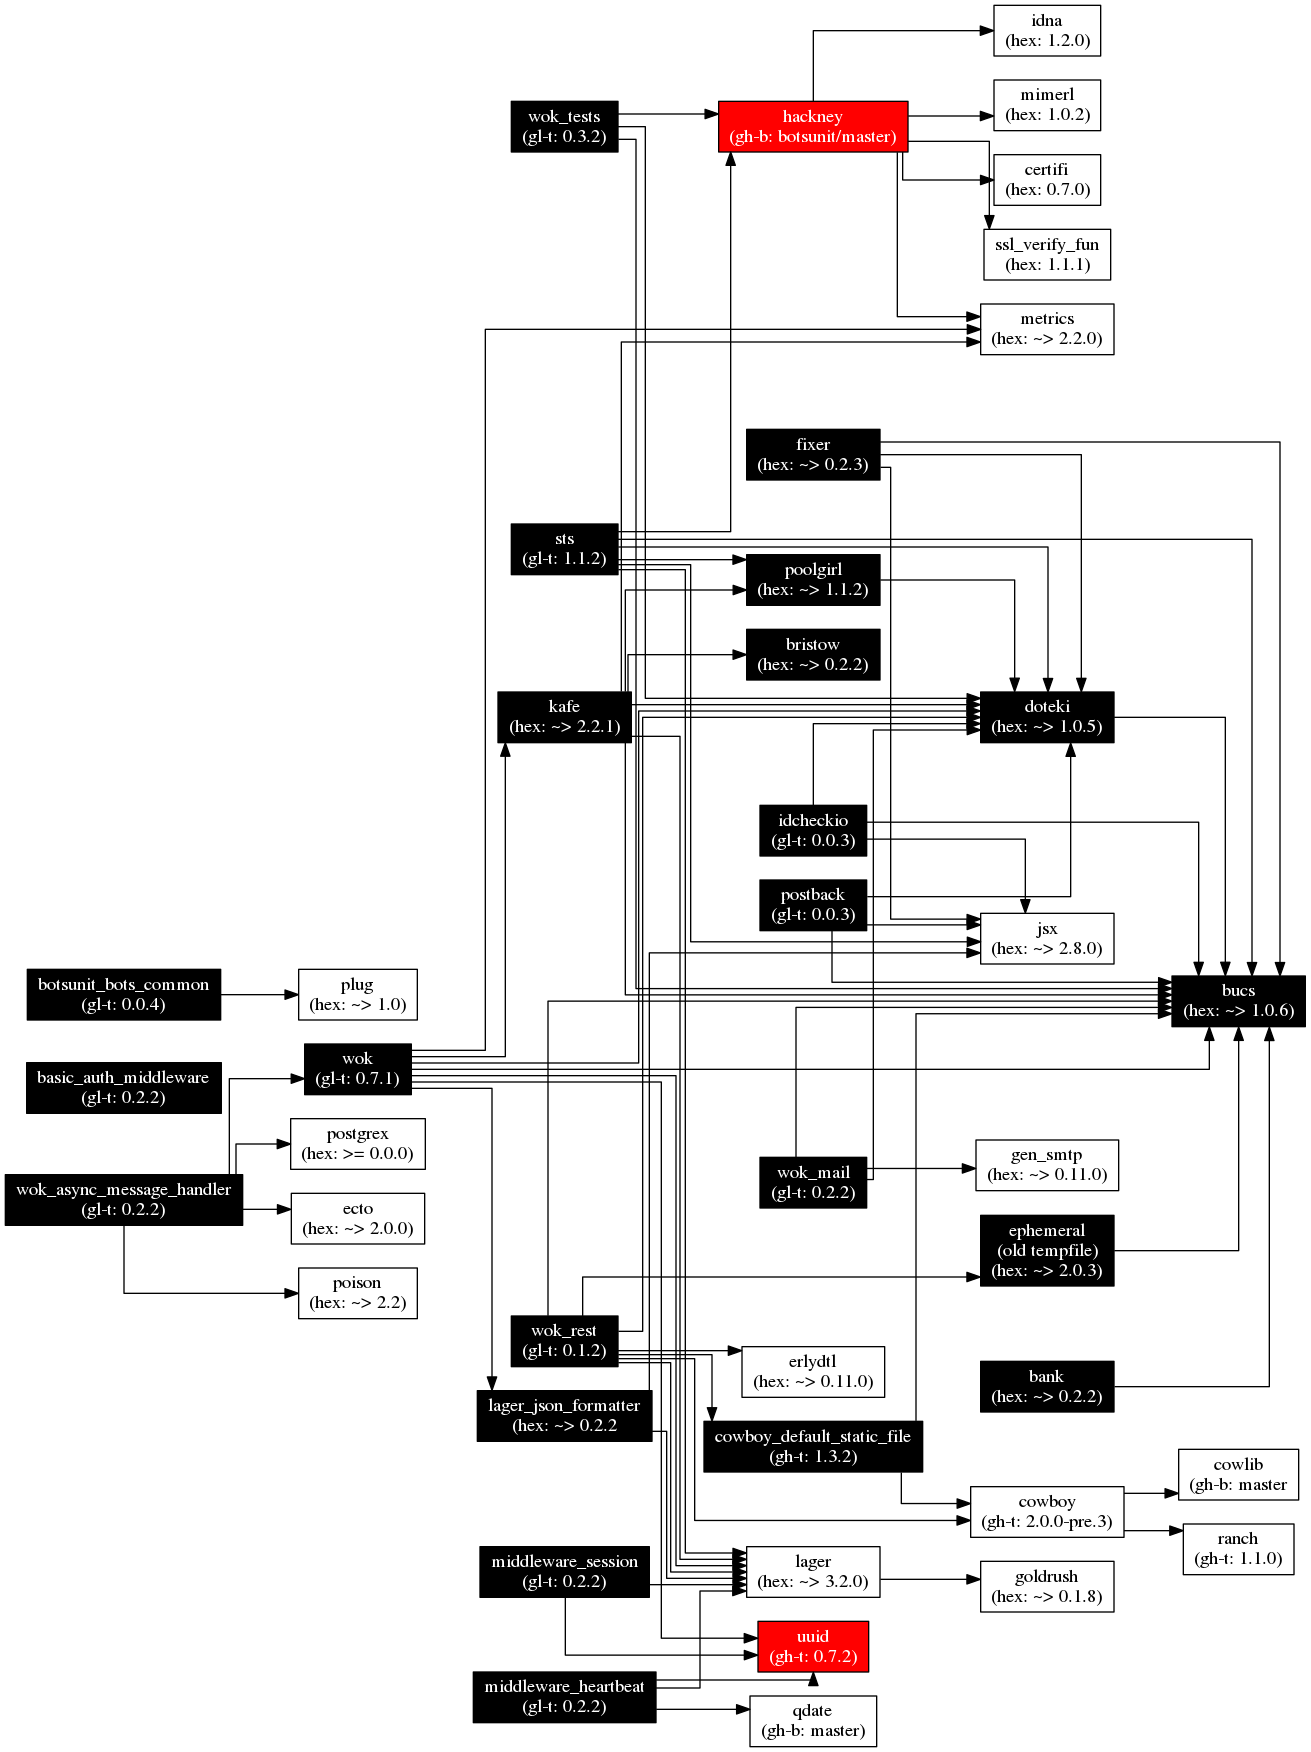 idna
(hex: 1.2.0)
mimerl
(hex: 1.0.2)
wok_tests
(gl-t: 0.3.2)
hackney
(gh-b: botsunit/master)
certifi
(hex: 0.7.0)
ssl_verify_fun
(hex: 1.1.1)
metrics
(hex: ~> 2.2.0)
fixer
(hex: ~> 0.2.3)
sts
(gl-t: 1.1.2)
poolgirl
(hex: ~> 1.1.2)
bristow
(hex: ~> 0.2.2)
kafe
(hex: ~> 2.2.1)
doteki
(hex: ~> 1.0.5)
idcheckio
(gl-t: 0.0.3)
postback
(gl-t: 0.0.3)
jsx
(hex: ~> 2.8.0)
botsunit_bots_common
(gl-t: 0.0.4)
plug
(hex: ~> 1.0)
bucs
(hex: ~> 1.0.6)
wok
(gl-t: 0.7.1)
basic_auth_middleware
(gl-t: 0.2.2)
postgrex
(hex: >= 0.0.0)
gen_smtp
(hex: ~> 0.11.0)
wok_mail
(gl-t: 0.2.2)
wok_async_message_handler
(gl-t: 0.2.2)
ecto
(hex: ~> 2.0.0)
ephemeral
(old tempfile)
(hex: ~> 2.0.3)
poison
(hex: ~> 2.2)
wok_rest
(gl-t: 0.1.2)
erlydtl
(hex: ~> 0.11.0)
bank
(hex: ~> 0.2.2)
lager_json_formatter
(hex: ~> 0.2.2
cowboy_default_static_file
(gh-t: 1.3.2)
cowlib
(gh-b: master
cowboy
(gh-t: 2.0.0-pre.3)
ranch
(gh-t: 1.1.0)
middleware_session
(gl-t: 0.2.2)
lager
(hex: ~> 3.2.0)
goldrush
(hex: ~> 0.1.8)
uuid
(gh-t: 0.7.2)
middleware_heartbeat
(gl-t: 0.2.2)
qdate
(gh-b: master)